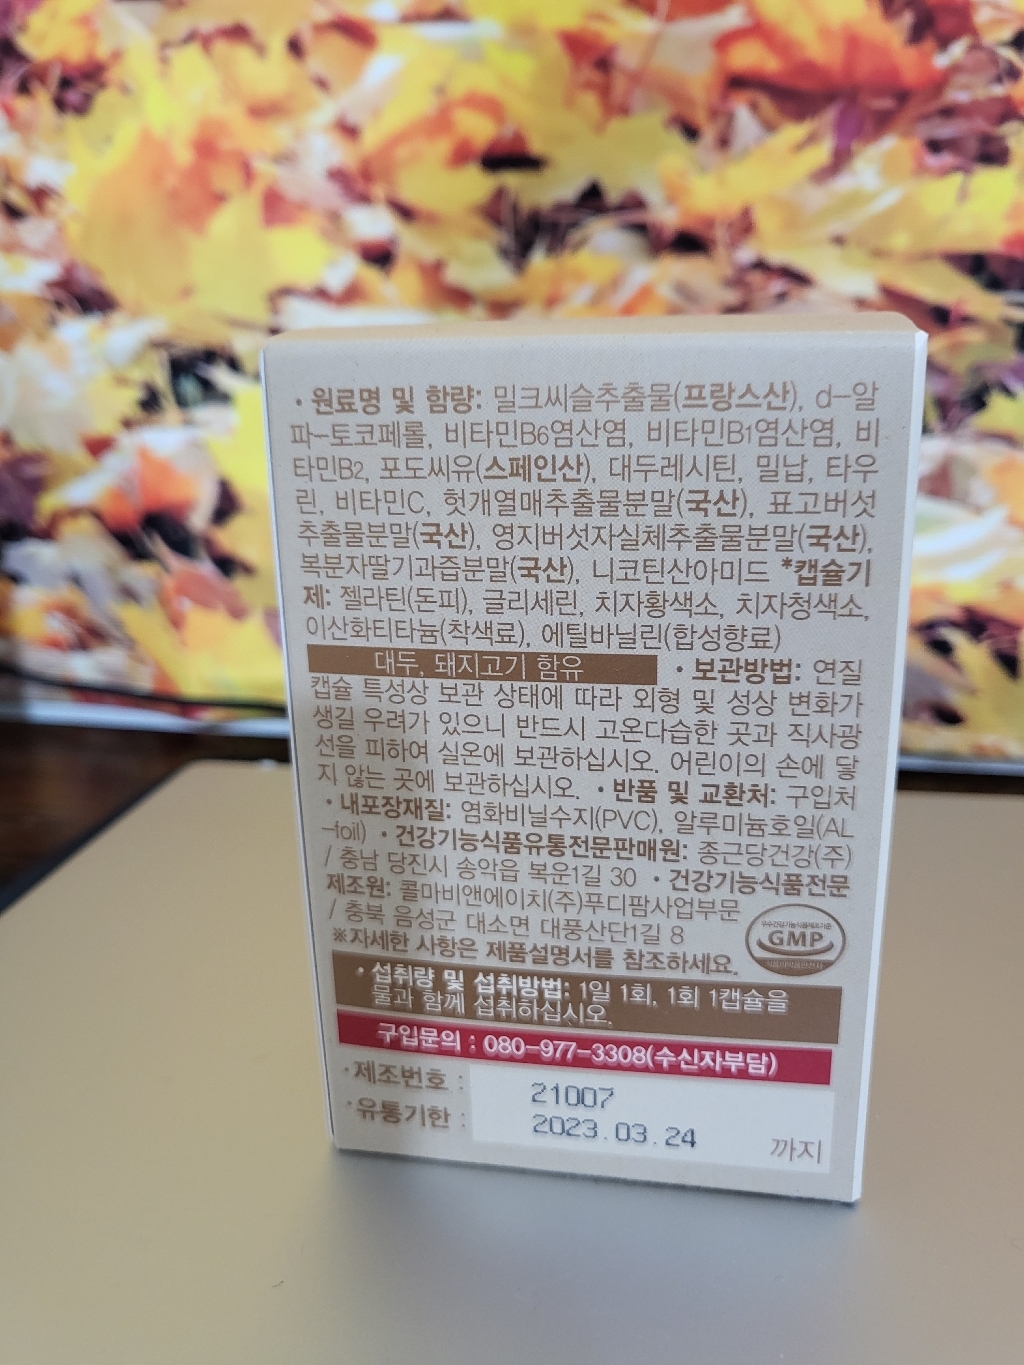 · 원료명 및 함량: 밀크씨슬추출물(프랑스산), d-알
파-토코페롤, 비타민B6염산염, 비타민B1염산염, 비
타민B2, 포도씨유(스페인산), 대두레시틴, 밀납, 타우
린, 비타민C, 헛개열매추출물분말(국산), 표고버섯
추출물분말(국산), 영지버섯자실체추출물분말(국산),
복분자딸기과즙분말(국산), 니코틴산아미드 *캡슐기
제: 젤라틴(돈피), 글리세린, 치자황색소, 치자청색소,
이산화티타늄(착색료), 에틸바닐린(합성향료)
대두, 돼지고기 함유 · 보관방법: 연질
캡슐 특성상 보관 상태에 따라 외형 및 성상 변화가
생길 우려가 있으니 반드시 고온다습한 곳과 직사광
선을 피하여 실온에 보관하십시오. 어린이의 손에 닿
지 않는 곳에 보관하십시오. · 반품 및 교환처: 구입처
· 내포장재질: 염화비닐수지(PVC), 알루미늄호일(AL
-foil) · 건강기능식품유통전문판매원: 종근당건강(주)
/ 충남 당진시 송악읍 복운1길 30 · 건강기능식품전문
제조원: 콜마비앤에이치(주)푸디팜사업부문
/ 충북 음성군 대소면 대풍산단1길 8
※자세한 사항은 제품설명서를 참조하세요.
우수건강기능식품제조기준
GMP
식품의약품안전처
· 섭취량 및 섭취방법: 1일 1회, 1회 1캡슐을
물과 함께 섭취하십시오.
구입문의 : 080-977-3308(수신자부담)
· 제조번호 : 21007
· 유통기한 : 2023.03.24 까지